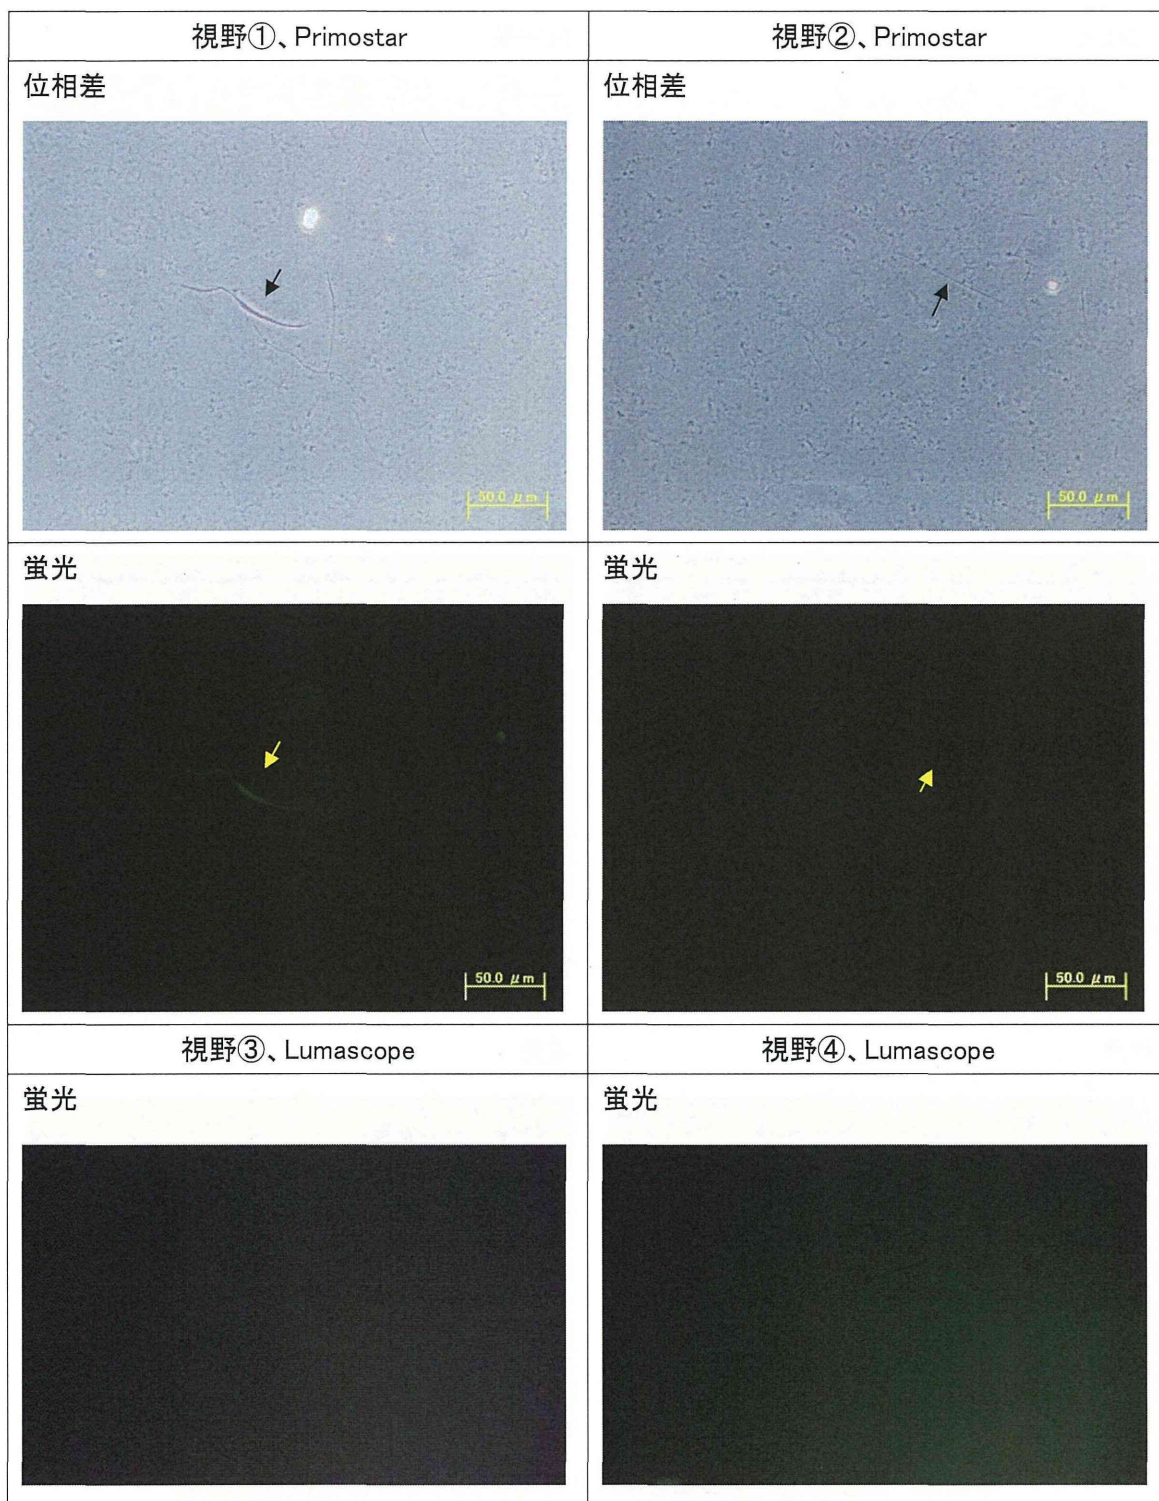 視野①、Primostar
視野②、Primostar
位相差
位相差
50.0 μm
50.0 μm
蛍光
蛍光
50.0 μm
50.0 μm
視野③、Lumascope
視野④、Lumascope
蛍光
蛍光